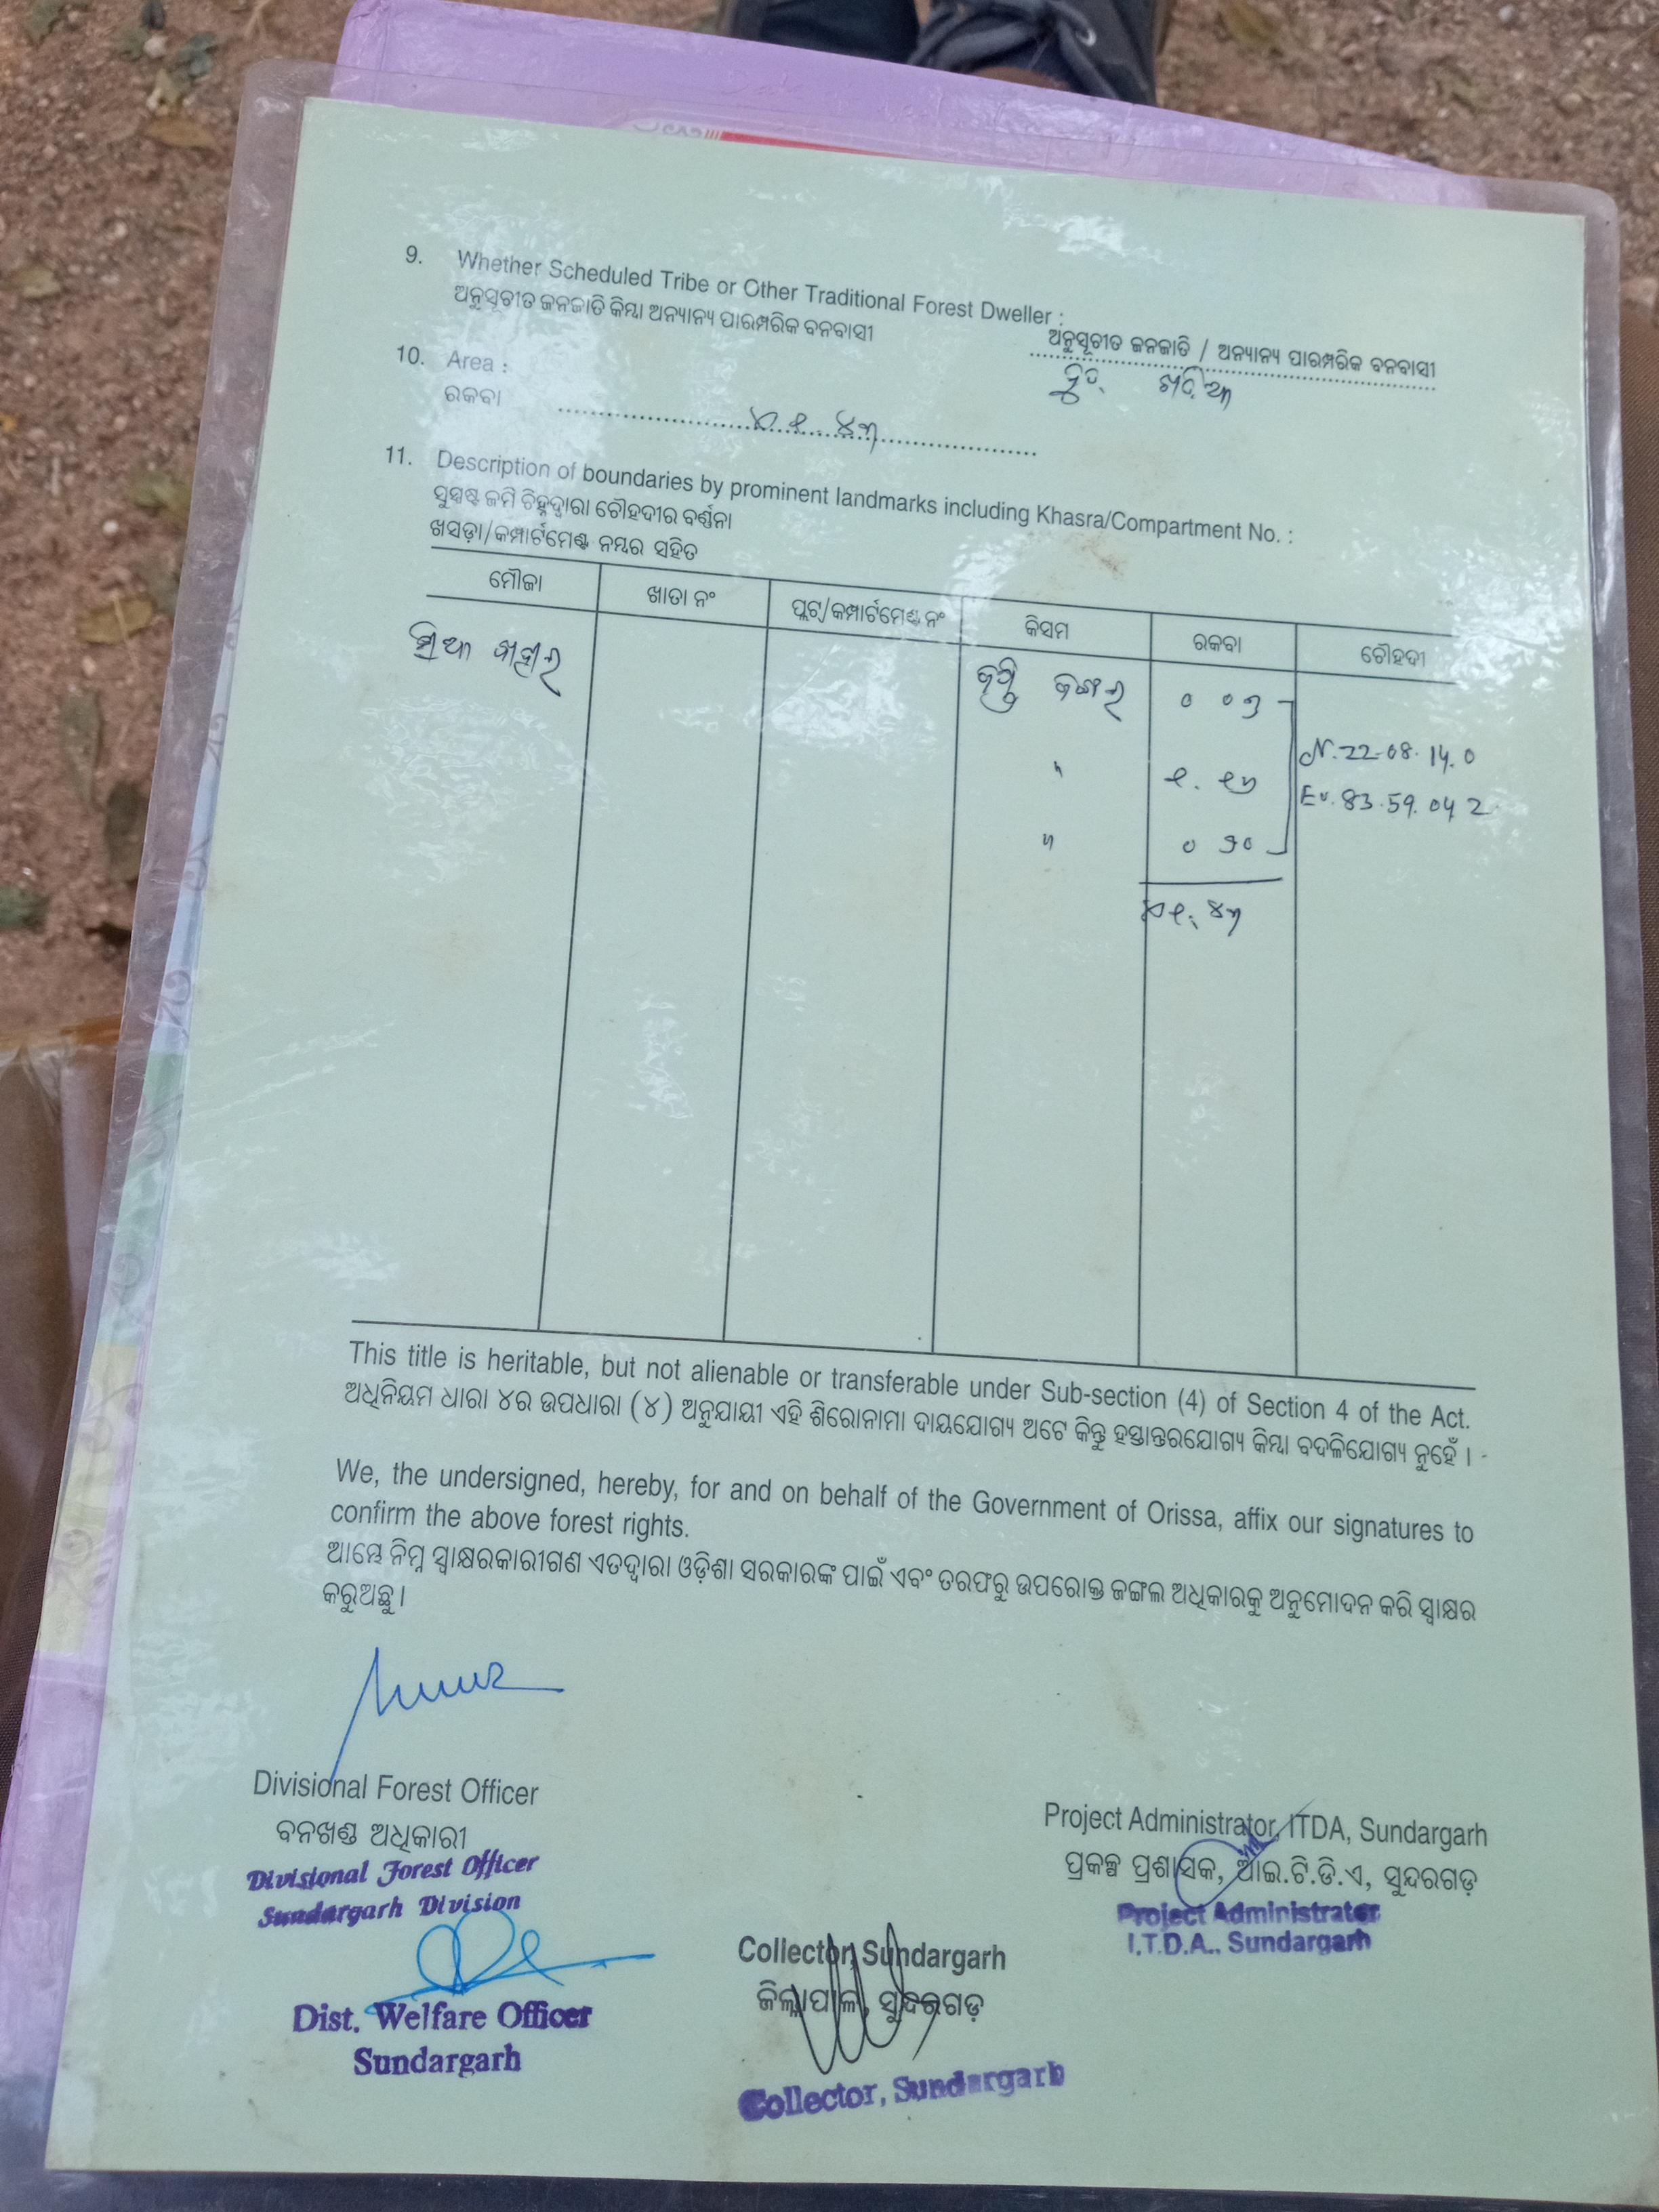 9. Whether Scheduled Tribe or Other Traditional Forest Dweller :
ଅନୁସୂଚୀତ ଜନଜାତି କିମ୍ବା ଅନ୍ୟାନ୍ୟ ପାରମ୍ପରିକ ବନବାସୀ
ଅନୁସୂଚୀତ ଜନଜାତି / ଅନ୍ୟାନ୍ୟ ପାରମ୍ପରିକ ବନବାସୀ
10. Area :
ରକବା
11. Description of boundaries by prominent landmarks including Khasra/Compartment No. :
ସୁସ୍ପଷ୍ଟ ଜମି ଚିହ୍ନଦ୍ୱାରା ଚୌହଦୀର ବର୍ଣ୍ଣନା
ଖସଡ଼ା/କମ୍ପାର୍ଟମେଣ୍ଟ ନମ୍ବର ସହିତ
ମୌଜା ଖାତା ନଂ ପ୍ଲଟ୍/କମ୍ପାର୍ଟମେଣ୍ଟ ନଂ କିସମ ରକବା ଚୌହଦୀ
ଜଙ୍ଗଲ
N. 22-08. 14. 0
83. 59. 04 2
This title is heritable, but not alienable or transferable under Sub-section (4) of Section 4 of the Act.
ଅଧିନିୟମ ଧାରା ୪ର ଉପଧାରା (୪) ଅନୁଯାୟୀ ଏହି ଶିରୋନାମା ଦାୟଯୋଗ୍ୟ ଅଟେ କିନ୍ତୁ ହସ୍ତାନ୍ତରଯୋଗ୍ୟ କିମ୍ବା ବଦଳିଯୋଗ୍ୟ ନୁହେଁ ।
We, the undersigned, hereby, for and on behalf of the Government of Orissa, affix our signatures to
confirm the above forest rights.
ଆମ୍ଭେ ନିମ୍ନ ସ୍ୱାକ୍ଷରକାରୀଗଣ ଏତଦ୍ୱାରା ଓଡ଼ିଶା ସରକାରଙ୍କ ପାଇଁ ଏବଂ ତରଫରୁ ଉପରୋକ୍ତ ଜଙ୍ଗଲ ଅଧିକାରକୁ ଅନୁମୋଦନ କରି ସ୍ୱାକ୍ଷର
କରୁଅଛୁ ।
Divisional Forest Officer
ବନଖଣ୍ଡ ଅଧିକାରୀ
Divisional Forest Officer
Sundargarh Division
Project Administrator, ITDA, Sundargarh
ପ୍ରକଳ୍ପ ପ୍ରଶାସକ, ଆଇ.ଟି.ଡି.ଏ, ସୁନ୍ଦରଗଡ଼
Project Administrater
I.T.D.A.. Sundargarh
Collector, Sundargarh
ଜିଲ୍ଲାପାଳ, ସୁନ୍ଦରଗଡ଼
Dist. Welfare Officer
Sundargarh
Collector, Sundargarh